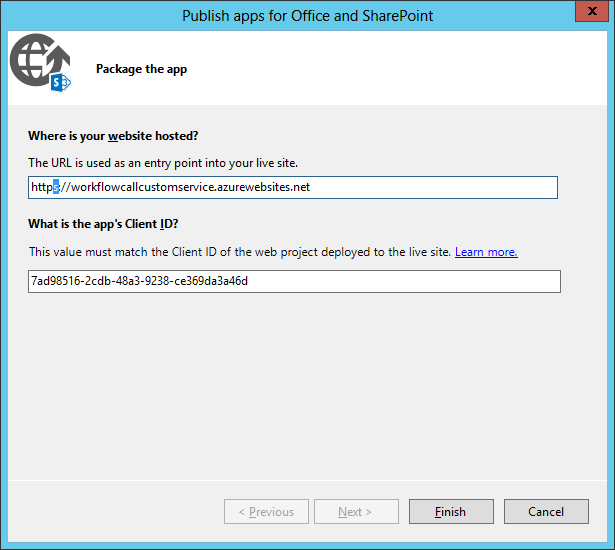 Publish apps for Office and SharePoint
x
S
Package the app
Where is your website hosted?
The URL is used as an entry point into your live site.
https://workflowcallcustomservice.azurewebsites.net
What is the app's Client ID?
This value must match the Client ID of the web project deployed to the live site. Learn more.
7ad98516-2cdb-48a3-9238-ce369da3a46d
< Previous Next > Finish Cancel